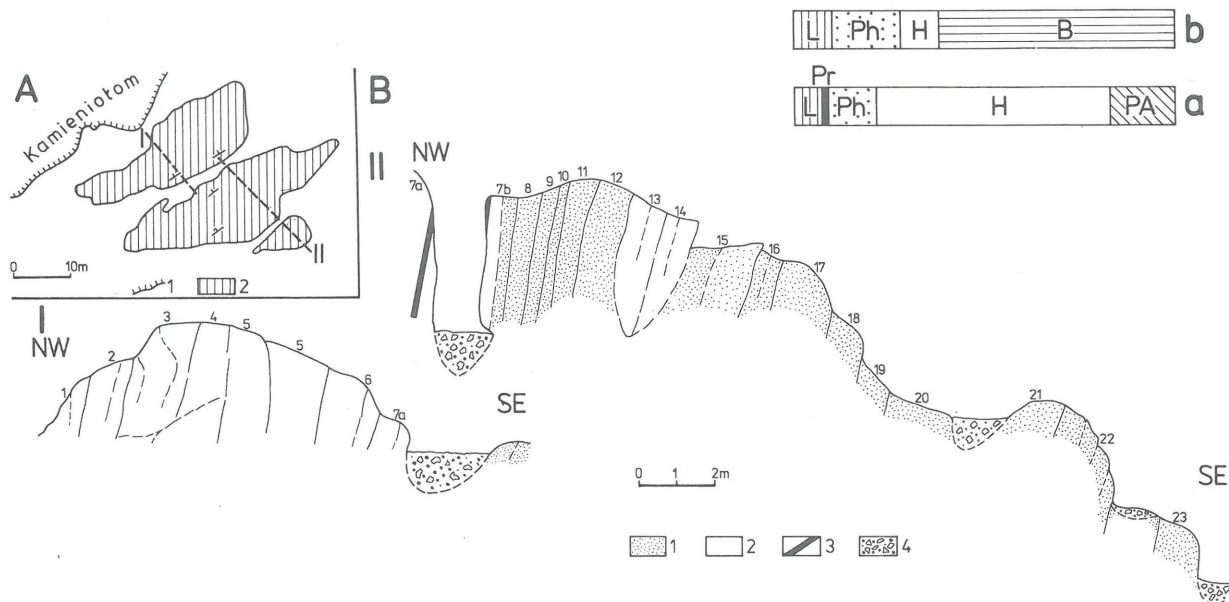 L Ph H B b
Pr
L Ph H PA a
A
Kamieniotom
I
II
0 10m
1 2
B
II
NW
7a 7b 8 9 10 11 12 13 14 15 16 17 18 19 20 21 22 23
SE
I
NW
1 2 3 4 5 5 6 7a
SE
0 1 2m
1 2 3 4